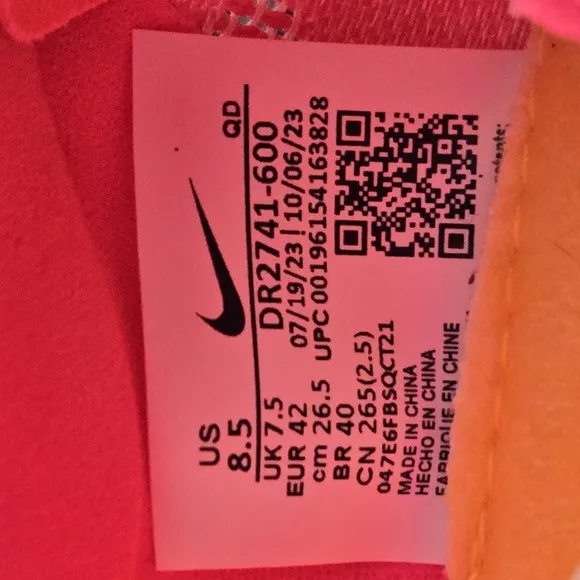 US
8.5
QD
UK 7.5
DR2741-600
EUR 42
07/19/23 | 10/06/23
cm 26.5
UPC 00196154163828
BR 40
CN 265(2.5)
047E6FBSQCT21
MADE IN CHINA
HECHO EN CHINA
FABRIQUE EN CHINE